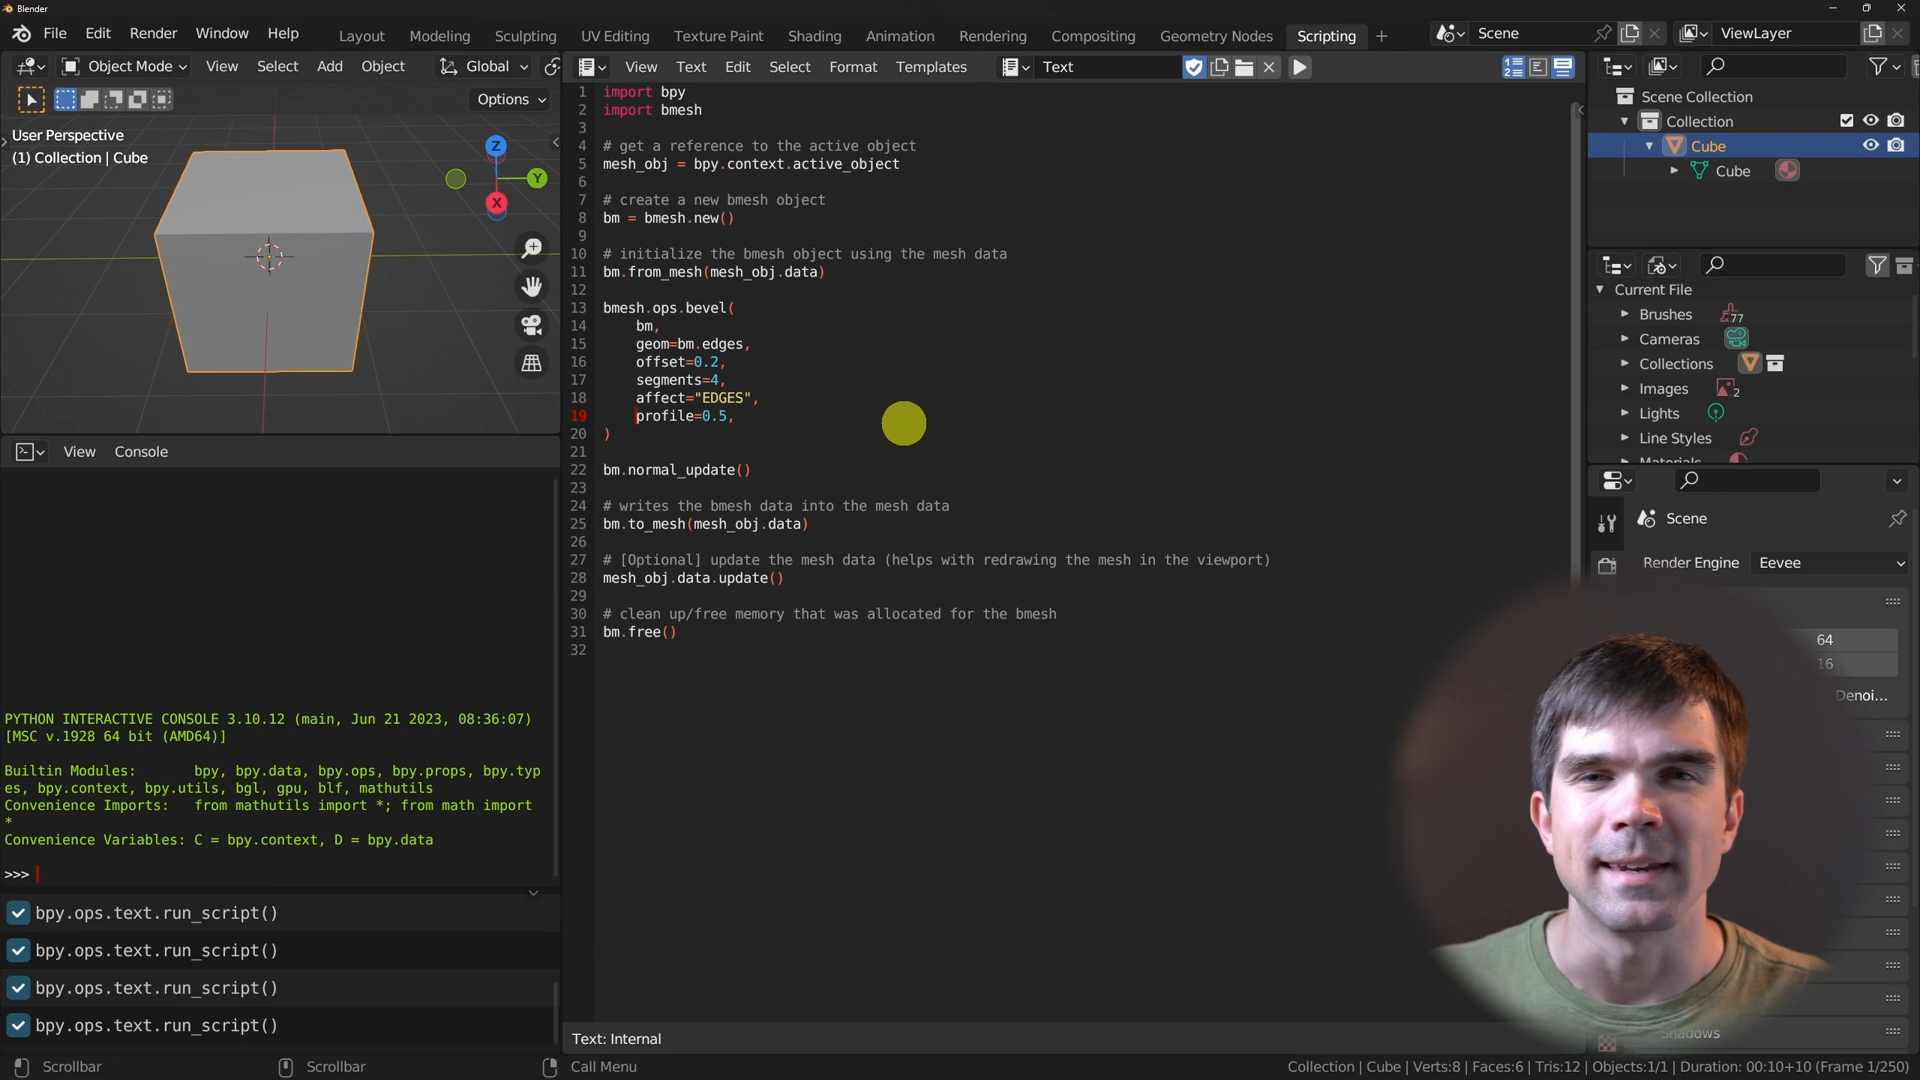 Blender
File Edit Render Window Help Layout Modeling Sculpting UV Editing Texture Paint Shading Animation Rendering Compositing Geometry Nodes Scripting Scene ViewLayer
Object Mode View Select Add Object Global
View Text Edit Select Format Templates Text
Options
User Perspective
(1) Collection | Cube
Z
Y
X
1 import bpy
2 import bmesh
3
4 # get a reference to the active object
5 mesh_obj = bpy.context.active_object
6
7 # create a new bmesh object
8 bm = bmesh.new()
9
10 # initialize the bmesh object using the mesh data
11 bm.from_mesh(mesh_obj.data)
12
13 bmesh.ops.bevel(
14 bm,
15 geom=bm.edges,
16 offset=0.2,
17 segments=4,
18 affect="EDGES",
19 profile=0.5,
20 )
21
22 bm.normal_update()
23
24 # writes the bmesh data into the mesh data
25 bm.to_mesh(mesh_obj.data)
26
27 # [Optional] update the mesh data (helps with redrawing the mesh in the viewport)
28 mesh_obj.data.update()
29
30 # clean up/free memory that was allocated for the bmesh
31 bm.free()
32
Text: Internal
View Console
PYTHON INTERACTIVE CONSOLE 3.10.12 (main, Jun 21 2023, 08:36:07)
[MSC v.1928 64 bit (AMD64)]
Builtin Modules: bpy, bpy.data, bpy.ops, bpy.props, bpy.typ
es, bpy.context, bpy.utils, bgl, gpu, blf, mathutils
Convenience Imports: from mathutils import *; from math import
*
Convenience Variables: C = bpy.context, D = bpy.data
>>>
bpy.ops.text.run_script()
bpy.ops.text.run_script()
bpy.ops.text.run_script()
bpy.ops.text.run_script()
Scene Collection
Collection
Cube
Cube
Current File
Brushes 77
Cameras
Collections
Images 2
Lights
Line Styles
Materials
Scene
Render Engine Eevee
64
16
Denoi...
Shadows
Scrollbar Scrollbar Call Menu Collection | Cube | Verts:8 | Faces:6 | Tris:12 | Objects:1/1 | Duration: 00:10+10 (Frame 1/250)